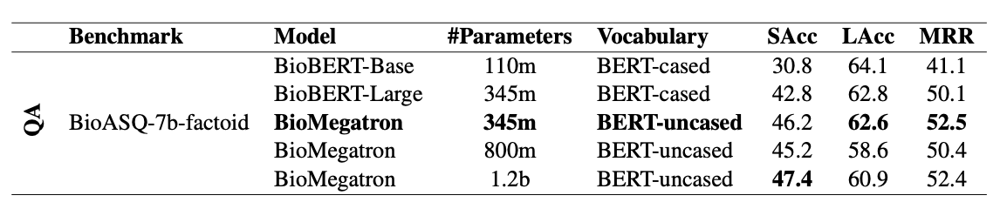 Benchmark Model #Parameters Vocabulary SAcc LAcc MRR
BioBERT-Base 110m BERT-cased 30.8 64.1 41.1
BioBERT-Large 345m BERT-cased 42.8 62.8 50.1
QA BioASQ-7b-factoid BioMegatron 345m BERT-uncased 46.2 62.6 52.5
BioMegatron 800m BERT-uncased 45.2 58.6 50.4
BioMegatron 1.2b BERT-uncased 47.4 60.9 52.4